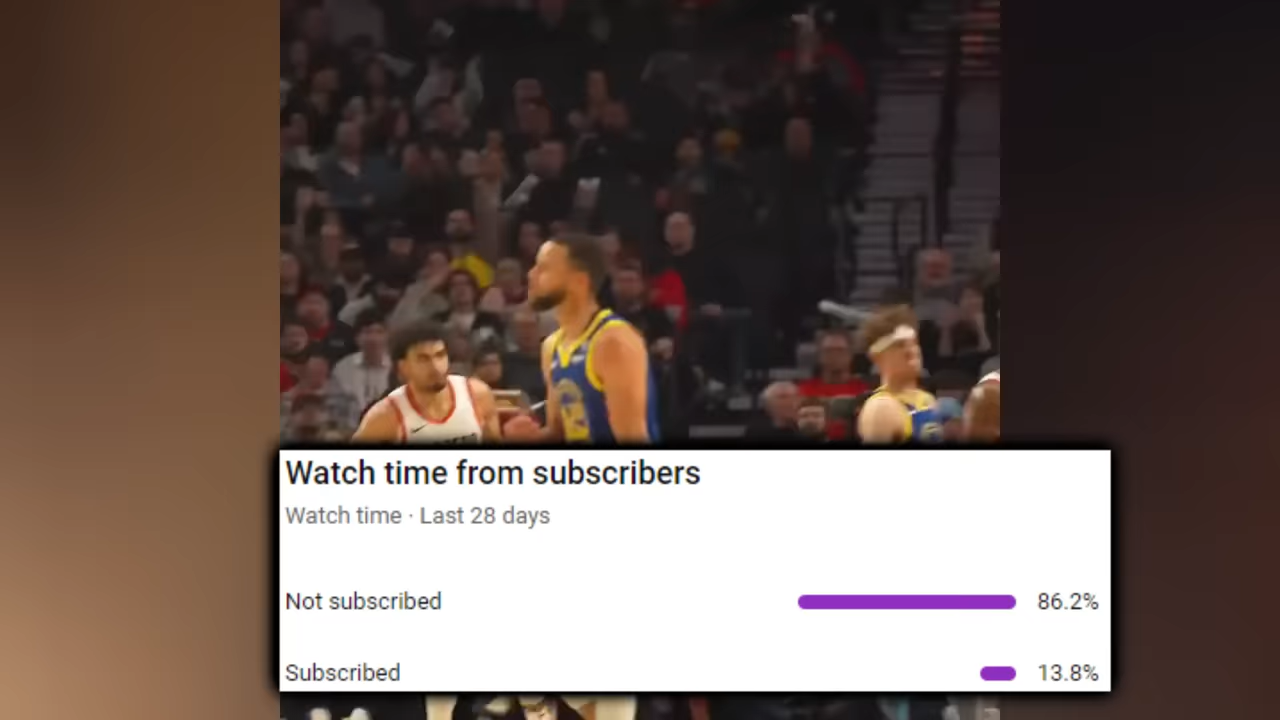 Watch time from subscribers
Watch time · Last 28 days
Not subscribed 86.2%
Subscribed 13.8%